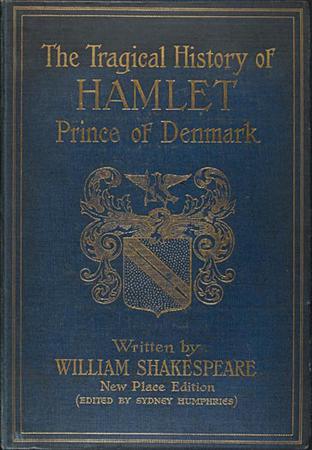 The Tragical History of
HAMLET
Prince of Denmark
Written by
WILLIAM SHAKESPEARE
New Place Edition
(EDITED BY SYDNEY HUMPHRIES)